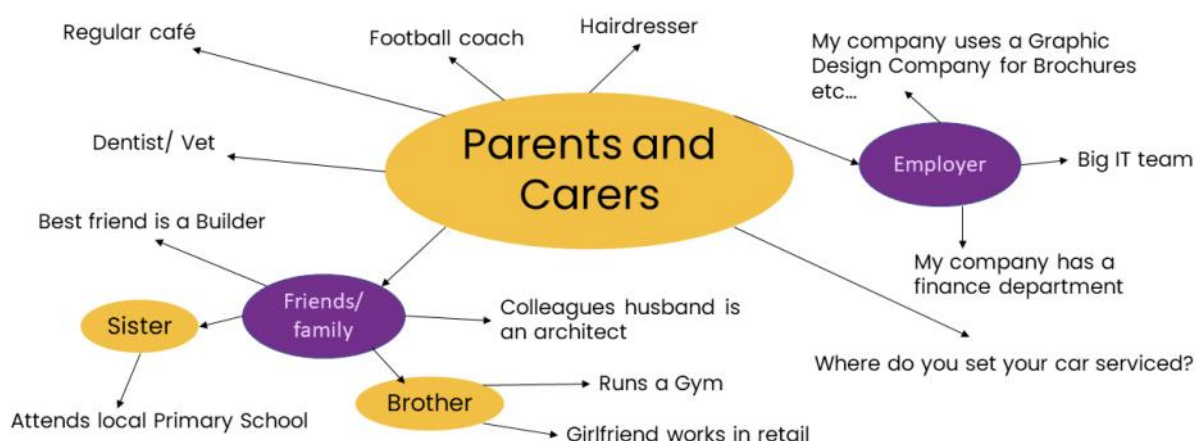 Regular café
Football coach
Hairdresser
My company uses a Graphic
Design Company for Brochures
etc...
Parents and
Carers
Dentist/ Vet
Employer
Big IT team
Best friend is a Builder
My company has a
finance department
Friends/
family
Colleagues husband is
an architect
Sister
Where do you set your car serviced?
Runs a Gym
Brother
Attends local Primary School
Girlfriend works in retail